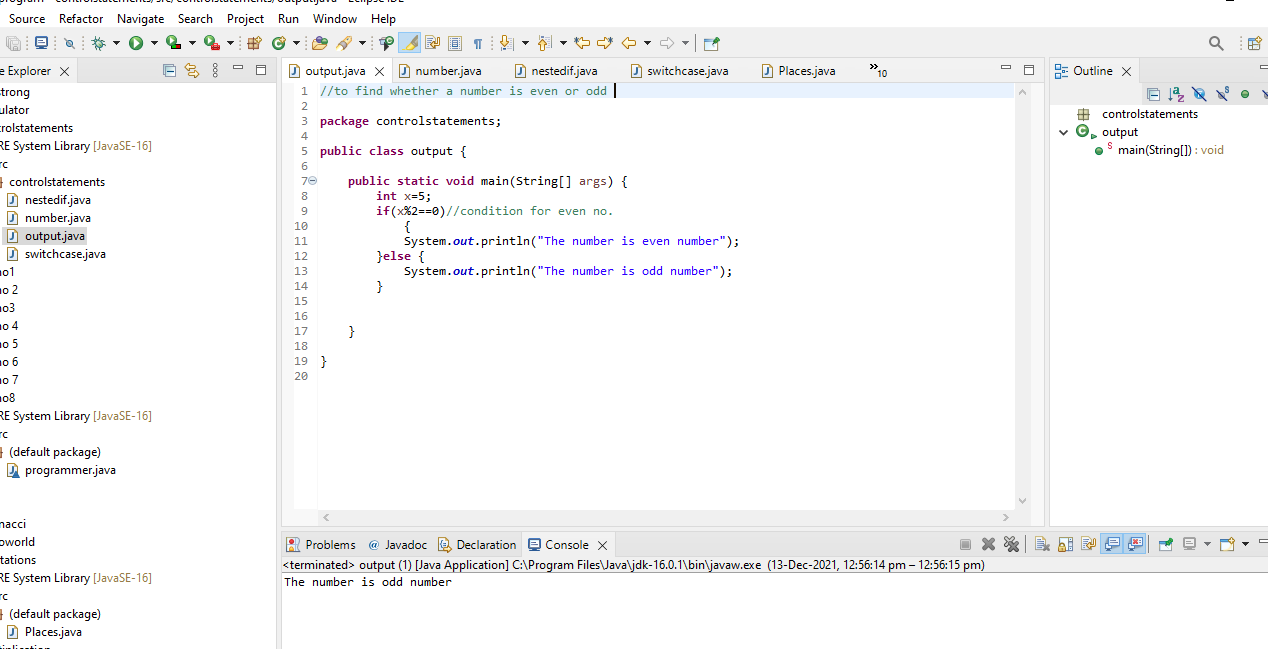 Source Refactor Navigate Search Project Run Window Help
Explorer
output.java number.java nestedif.java switchcase.java Places.java »10
Outline
1 //to find whether a number is even or odd
2
3 package controlstatements;
4
5 public class output {
6
7 public static void main(String[] args) {
8 int x=5;
9 if(x%2==0)//condition for even no.
10 {
11 System.out.println("The number is even number");
12 }else {
13 System.out.println("The number is odd number");
14 }
15
16
17 }
18
19 }
20
trong
ulator
rolstatements
RE System Library [JavaSE-16]
rc
controlstatements
nestedif.java
number.java
output.java
switchcase.java
no1
no 2
no3
no 4
no 5
no 6
no 7
no8
RE System Library [JavaSE-16]
rc
(default package)
programmer.java
nacci
oworld
tations
RE System Library [JavaSE-16]
rc
(default package)
Places.java
controlstatements
output
main(String[]) : void
Problems @ Javadoc Declaration Console
<terminated> output (1) [Java Application] C:\Program Files\Java\jdk-16.0.1\bin\javaw.exe (13-Dec-2021, 12:56:14 pm – 12:56:15 pm)
The number is odd number